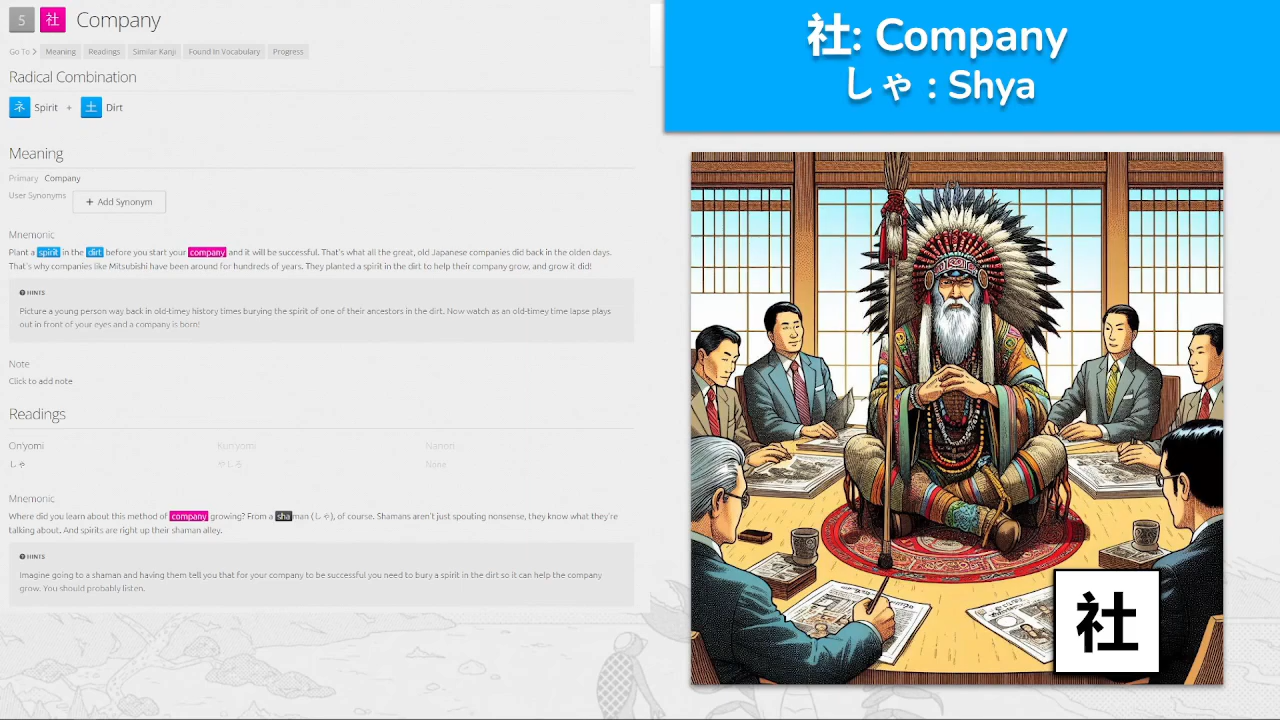 5 社 Company
Go To Meaning Readings Similar Kanji Found In Vocabulary Progress
Radical Combination
ネ Spirit + 土 Dirt
Meaning
Primary Company
User Synonyms + Add Synonym
Mnemonic
Plant a spirit in the dirt before you start your company and it will be successful. That's what all the great, old Japanese companies did back in the olden days.
That's why companies like Mitsubishi have been around for hundreds of years. They planted a spirit in the dirt to help their company grow, and grow it did!
HINTS
Picture a young person way back in old-timey history times burying the spirit of one of their ancestors in the dirt. Now watch as an old-timey time lapse plays
out in front of your eyes and a company is born!
Note
Click to add note
Readings
On'yomi Kun'yomi Nanori
しゃ やしろ None
Mnemonic
Where did you learn about this method of company growing? From a shaman (しゃ), of course. Shamans aren't just spouting nonsense, they know what they're
talking about. And spirits are right up their shaman alley.
HINTS
Imagine going to a shaman and having them tell you that for your company to be successful you need to bury a spirit in the dirt so it can help the company
grow. You should probably listen.
社: Company
しゃ : Shya
社